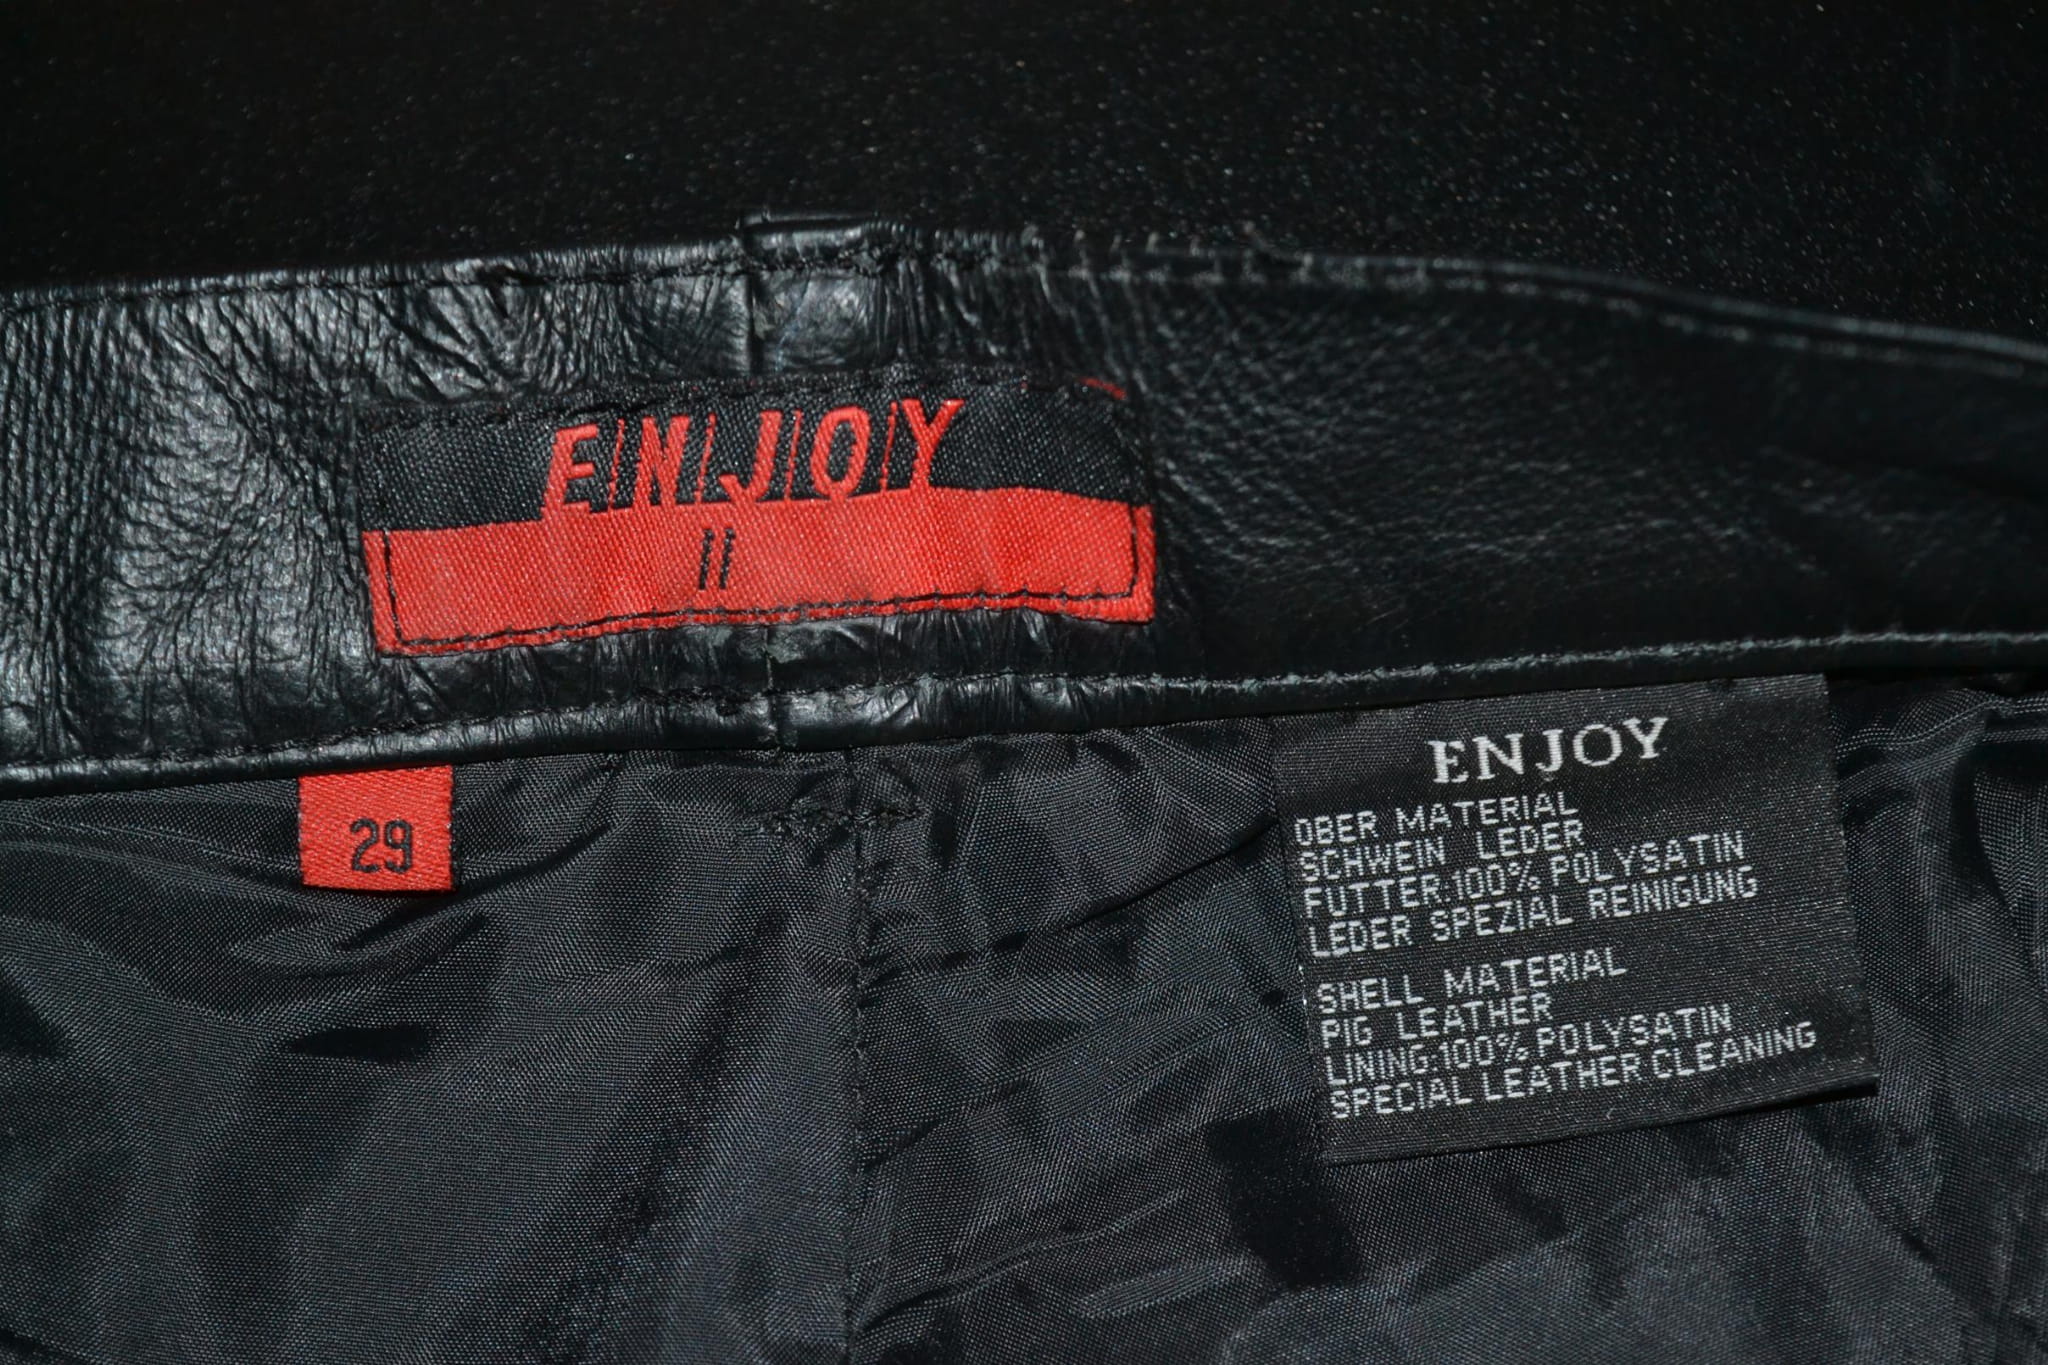 ENJOY
29
ENJOY
OBER MATERIAL
SCHWEIN LEDER
FUTTER:100% POLYSATIN
LEDER SPEZIAL REINIGUNG
SHELL MATERIAL
PIG LEATHER
LINING:100% POLYSATIN
SPECIAL LEATHER CLEANING